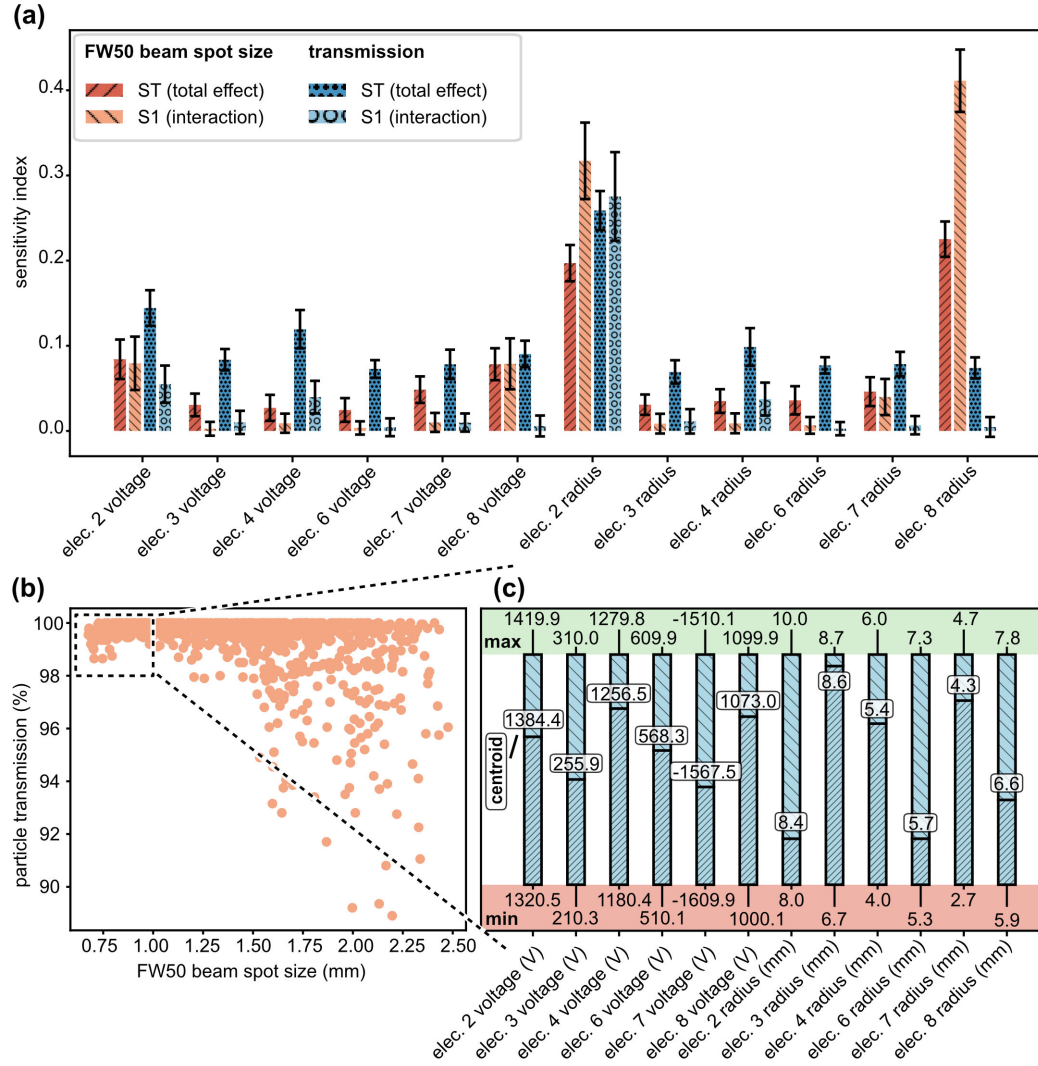 (a)
FW50 beam spot size
transmission
ST (total effect)
ST (total effect)
S1 (interaction)
S1 (interaction)
sensitivity index
0.4
0.3
0.2
0.1
0.0
elec. 2 voltage
elec. 3 voltage
elec. 4 voltage
elec. 6 voltage
elec. 7 voltage
elec. 8 voltage
elec. 2 radius
elec. 3 radius
elec. 4 radius
elec. 6 radius
elec. 7 radius
elec. 8 radius
(b)
particle transmission (%)
100
98
96
94
92
90
0.75 1.00 1.25 1.50 1.75 2.00 2.25 2.50
FW50 beam spot size (mm)
(c)
1419.9 1279.8 -1510.1 10.0 6.0 4.7
max 310.0 609.9 1099.9 8.7 7.3 7.8
centroid
1384.4
255.9
1256.5
568.3
-1567.5
1073.0
8.4
8.6
5.4
5.7
4.3
6.6
1320.5 1180.4 -1609.9 8.0 4.0 2.7
min 210.3 510.1 1000.1 6.7 5.3 5.9
elec. 2 voltage (V)
elec. 3 voltage (V)
elec. 4 voltage (V)
elec. 6 voltage (V)
elec. 7 voltage (V)
elec. 8 voltage (V)
elec. 2 radius (mm)
elec. 3 radius (mm)
elec. 4 radius (mm)
elec. 6 radius (mm)
elec. 7 radius (mm)
elec. 8 radius (mm)